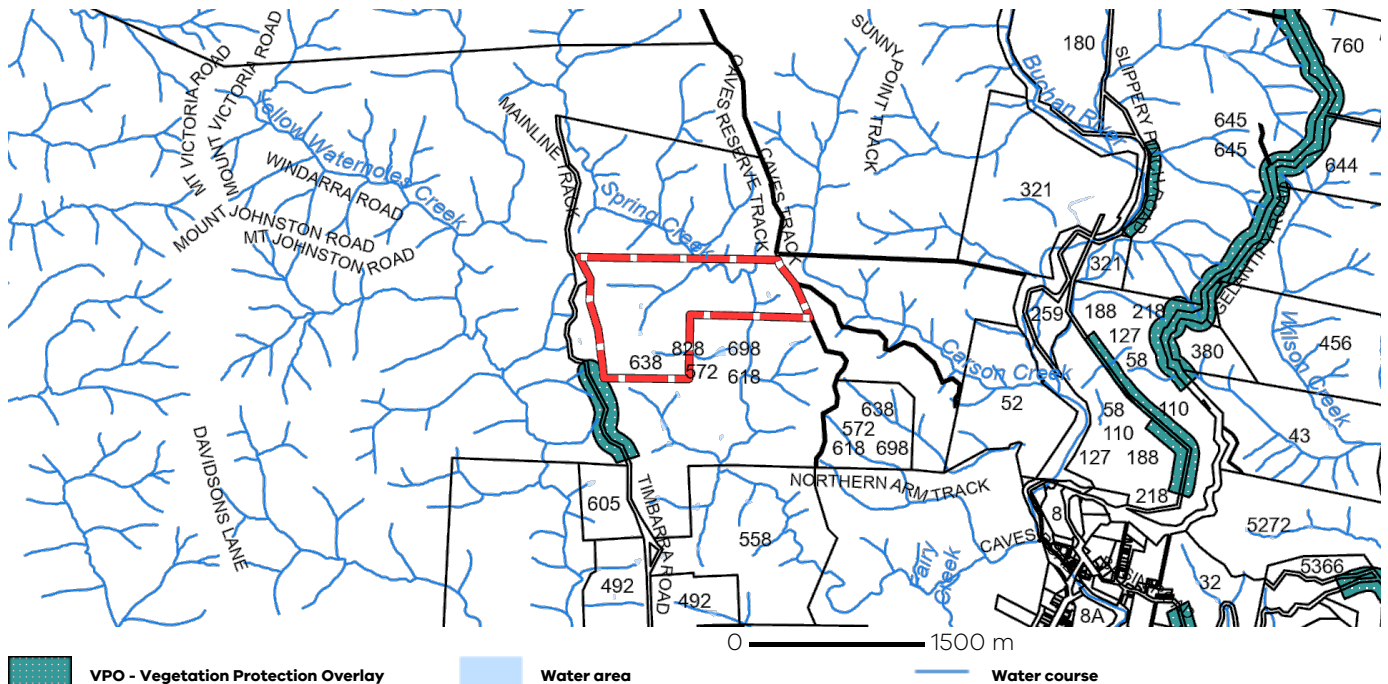 180
760
SUNNY POINT TRACK
Buchan River
SLIPPERY
MT VICTORIA ROAD
MOUNT VICTORIA ROAD
Yellow Waterholes Creek
MAINLINE TRACK
CAVES RESERVE TRACK
CAVES TRACK
645
645
644
WINDARRA ROAD
321
Spring Creek
MOUNT JOHNSTON ROAD
MT JOHNSTON ROAD
321
259
188
218
127
58
380
456
Wilson Creek
828
698
638
572
618
Carson Creek
52
638
572
618 698
58
110
110
127
188
218
43
DAVIDSONS LANE
NORTHERN ARM TRACK
605
TIMBARRA ROAD
558
8
5272
CAVES
Fairy Creek
492
492
32
5366
8A
0 1500 m
VPO - Vegetation Protection Overlay
Water area
Water course